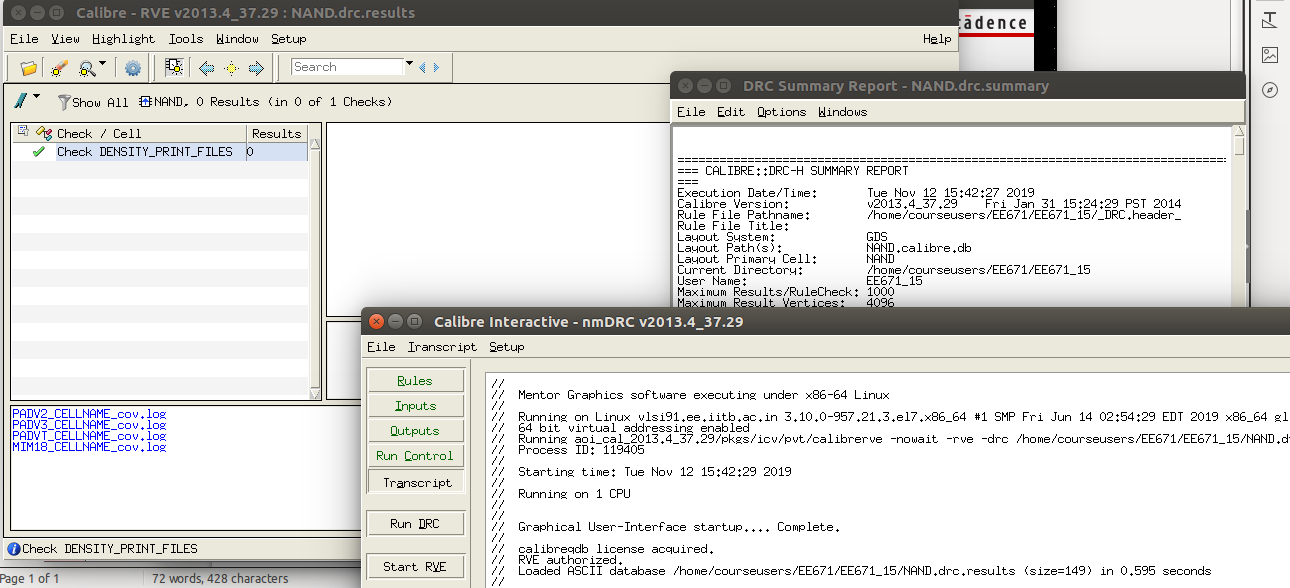 Calibre - RVE v2013.4_37.29 : NAND.drc.results
File View Highlight Tools Window Setup Help
Search
Show All NAND, 0 Results (in 0 of 1 Checks)
Check / Cell Results
Check DENSITY_PRINT_FILES 0
PADV2_CELLNAME_cov.log
PADV3_CELLNAME_cov.log
PADVT_CELLNAME_cov.log
MIM18_CELLNAME_cov.log
Check DENSITY_PRINT_FILES
Page 1 of 1 72 words, 428 characters
cādence
DRC Summary Report - NAND.drc.summary
File Edit Options Windows
=== CALIBRE::DRC-H SUMMARY REPORT
===
Execution Date/Time: Tue Nov 12 15:42:27 2019
Calibre Version: v2013.4_37.29 Fri Jan 31 15:24:29 PST 2014
Rule File Pathname: /home/courseusers/EE671/EE671_15/_DRC.header_
Rule File Title:
Layout System: GDS
Layout Path(s): NAND.calibre.db
Layout Primary Cell: NAND
Current Directory: /home/courseusers/EE671/EE671_15
User Name: EE671_15
Maximum Results/RuleCheck: 1000
Maximum Result Vertices: 4096
Calibre Interactive - nmDRC v2013.4_37.29
File Transcript Setup
Rules
Inputs
Outputs
Run Control
Transcript
Run DRC
Start RVE
//
// Mentor Graphics software executing under x86-64 Linux
//
// Running on Linux vlsi91.ee.iitb.ac.in 3.10.0-957.21.3.el7.x86_64 #1 SMP Fri Jun 14 02:54:29 EDT 2019 x86_64 gl
// 64 bit virtual addressing enabled
// Running aoi_cal_2013.4_37.29/pkgs/icv/pvt/calibrerve -nowait -rve -drc /home/courseusers/EE671/EE671_15/NAND.d
// Process ID: 119405
//
// Starting time: Tue Nov 12 15:42:29 2019
//
// Running on 1 CPU
//
//
// Graphical User-Interface startup.... Complete.
//
// calibreqdb license acquired.
// RVE authorized.
// Loaded ASCII database /home/courseusers/EE671/EE671_15/NAND.drc.results (size=149) in 0.595 seconds
//